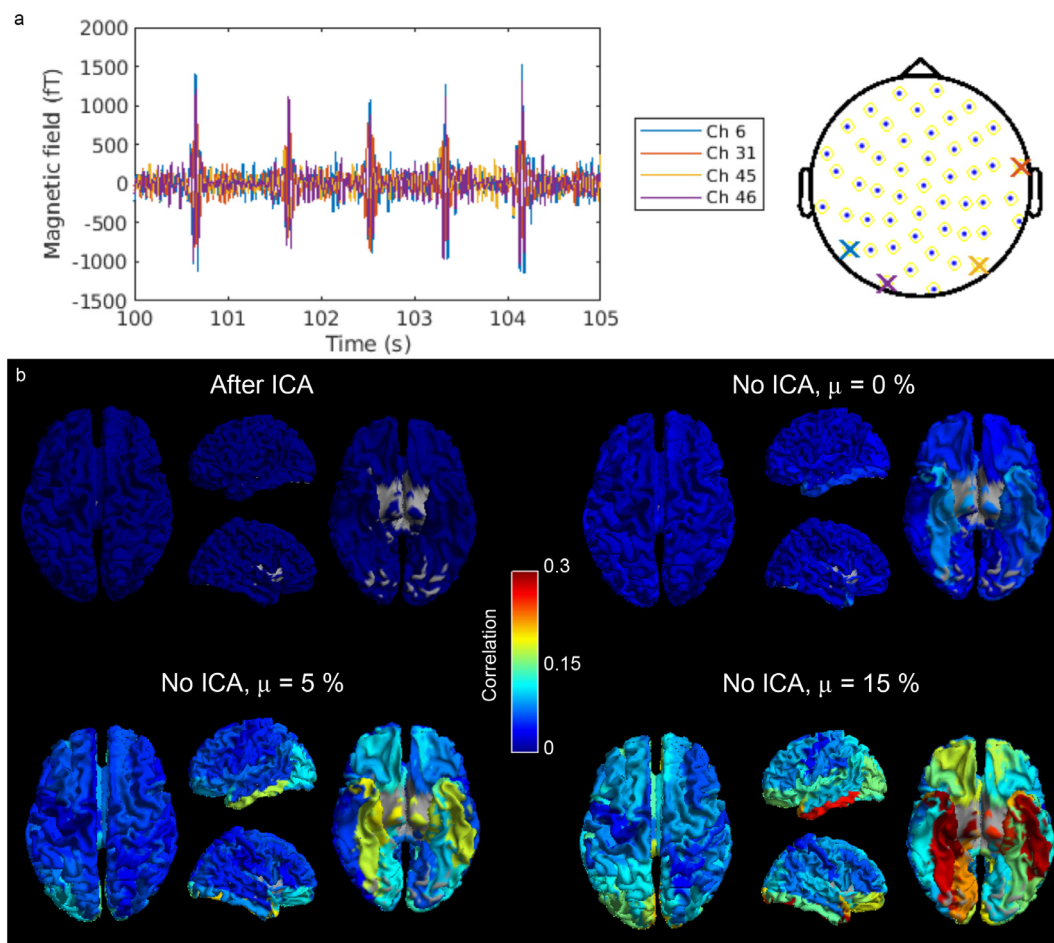 a
2000
1500
1000
500
0
-500
-1000
-1500
Magnetic field (fT)
100
101
102
103
104
105
Time (s)
Ch 6
Ch 31
Ch 45
Ch 46
b
After ICA
No ICA, μ = 0 %
0.3
0.15
0
Correlation
No ICA, μ = 5 %
No ICA, μ = 15 %